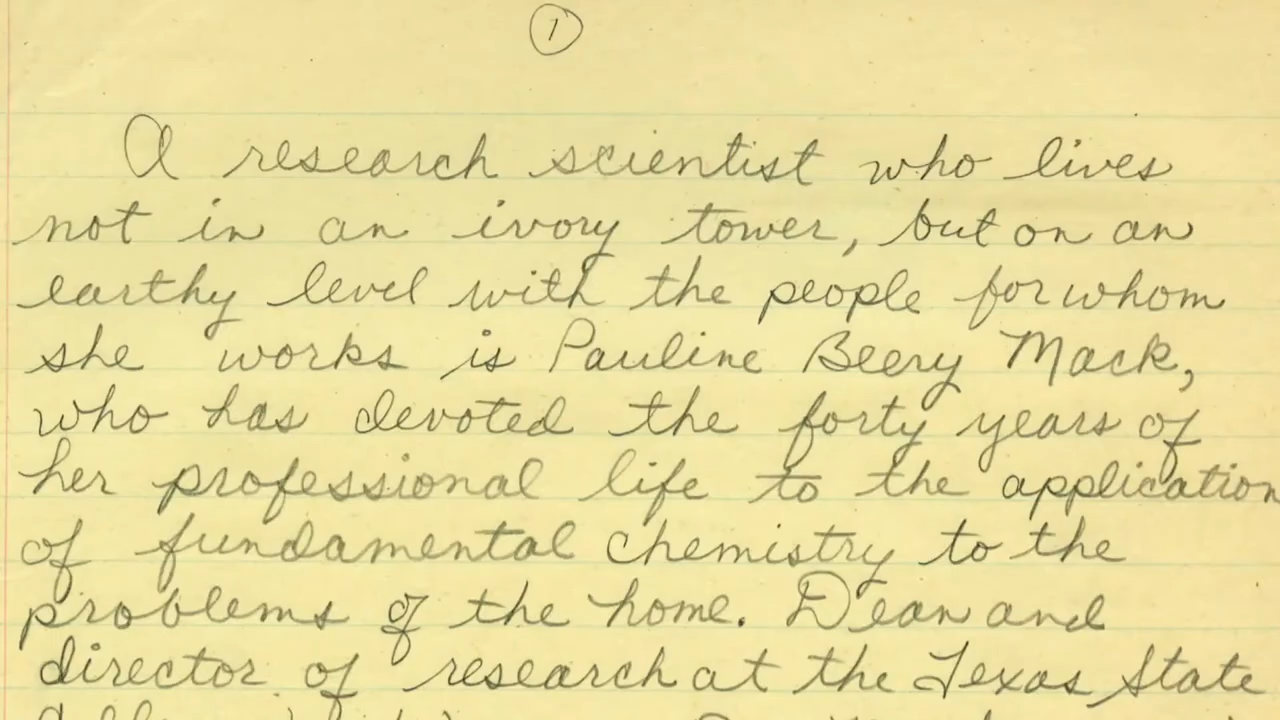 1
A research scientist who lives
not in an ivory tower, but on an
earthy level with the people for whom
she works is Pauline Beery Mack,
who has devoted the forty years of
her professional life to the application
of fundamental chemistry to the
problems of the home. Dean and
director of research at the Texas State